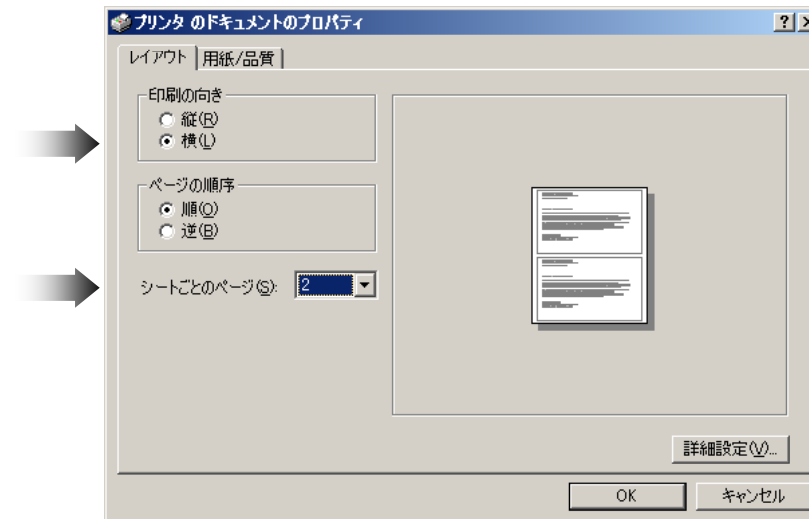 プリンタ のドキュメントのプロパティ
レイアウト 用紙/品質
印刷の向き
縦(R)
横(L)
ページの順序
順(O)
逆(B)
シートごとのページ(S): 2
詳細設定(V)...
OK キャンセル